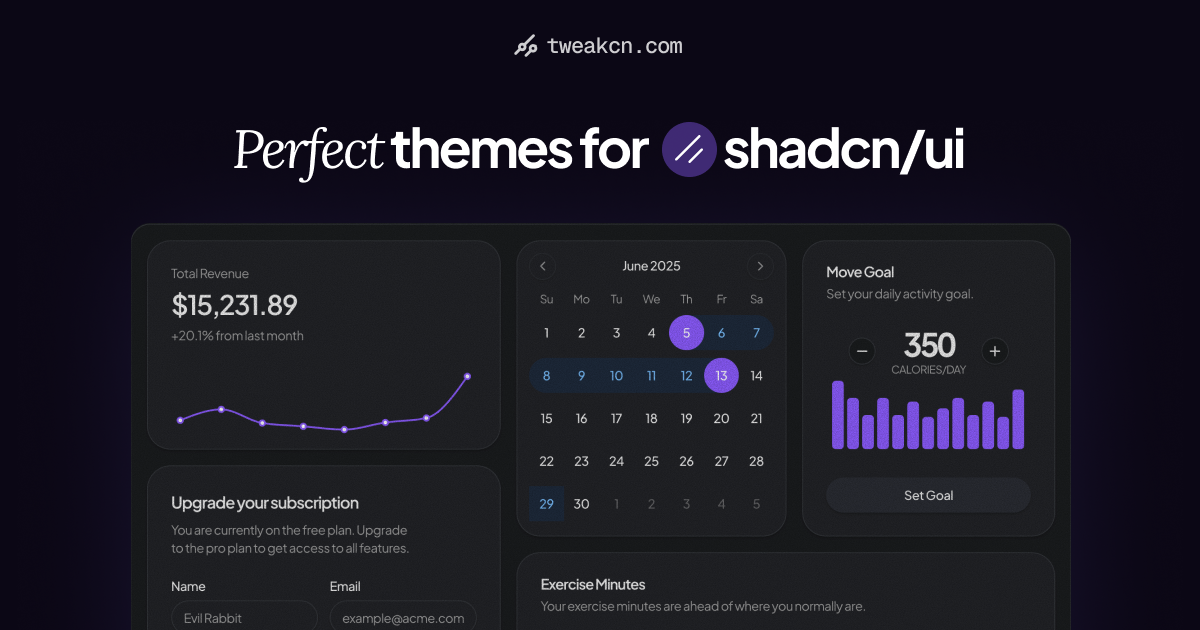 tweakcn.com
Perfect themes for shadcn/ui
Total Revenue
$15,231.89
+20.1% from last month
Upgrade your subscription
You are currently on the free plan. Upgrade
to the pro plan to get access to all features.
Name Email
Evil Rabbit example@acme.com
June 2025
Su Mo Tu We Th Fr Sa
1 2 3 4 5 6 7
8 9 10 11 12 13 14
15 16 17 18 19 20 21
22 23 24 25 26 27 28
29 30 1 2 3 4 5
Move Goal
Set your daily activity goal.
350
CALORIES/DAY
Set Goal
Exercise Minutes
Your exercise minutes are ahead of where you normally are.